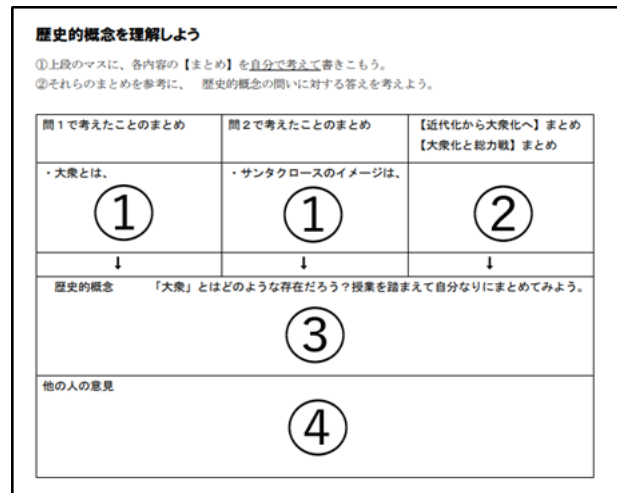 歴史的概念を理解しよう
①上段のマスに、各内容の【まとめ】を自分で考えて書きこもう。
②それらのまとめを参考に、 歴史的概念の問いに対する答えを考えよう。
問１で考えたことのまとめ
問２で考えたことのまとめ
【近代化から大衆化へ】まとめ
【大衆化と総力戦】まとめ
・大衆とは、
・サンタクロースのイメージは、
①
①
②
↓
↓
↓
歴史的概念 「大衆」とはどのような存在だろう？授業を踏まえて自分なりにまとめてみよう。
③
他の人の意見
④